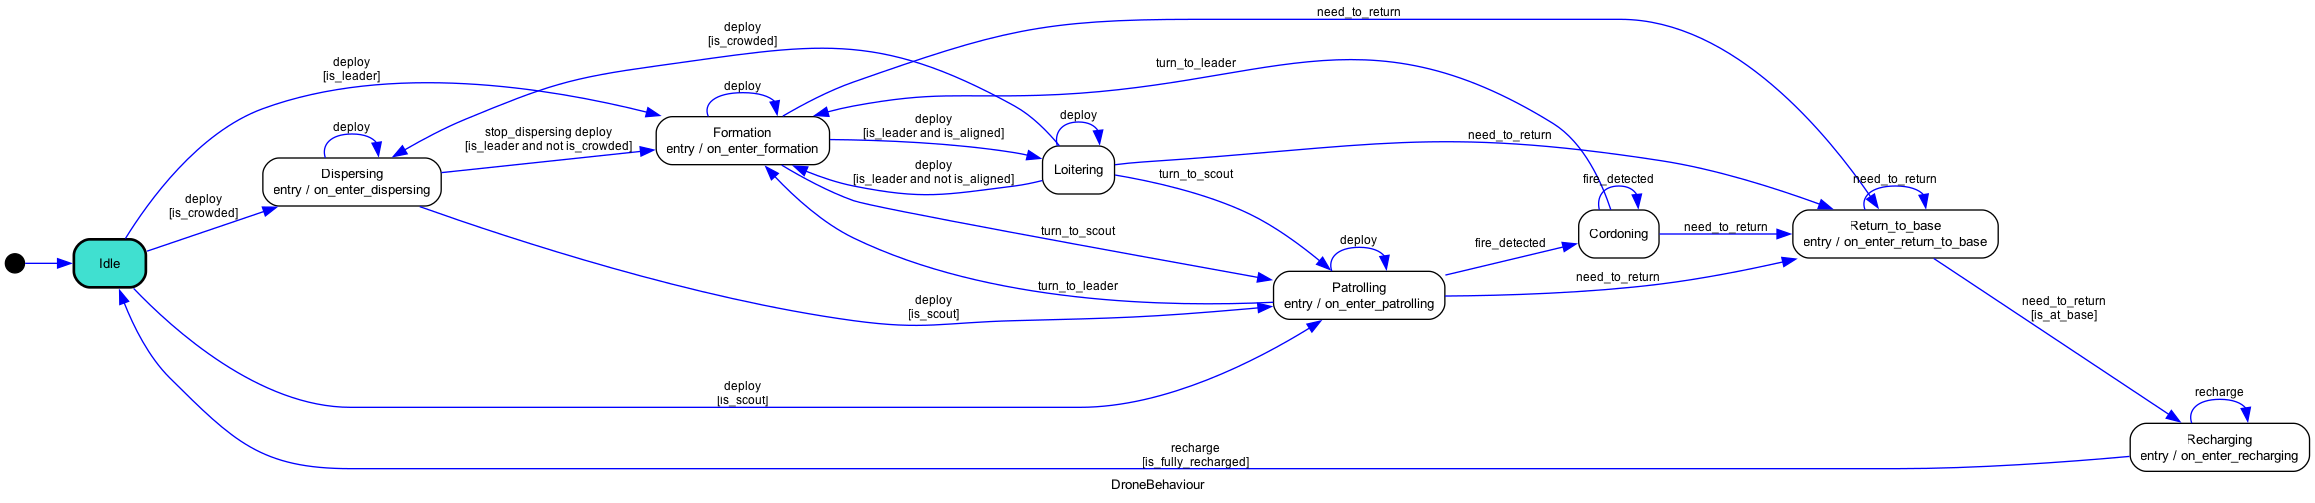 need_to_return
deploy
[is_crowded]
deploy
[is_leader]
turn_to_leader
deploy
deploy
deploy
stop_dispersing deploy
[is_leader and not is_crowded]
Formation
entry / on_enter_formation
deploy
[is_leader and is_aligned]
need_to_return
Dispersing
entry / on_enter_dispersing
deploy
[is_leader and not is_aligned]
Loitering
turn_to_scout
fire_detected
need_to_return
deploy
[is_crowded]
turn_to_scout
deploy
fire_detected
Cordoning
need_to_return
Return_to_base
entry / on_enter_return_to_base
Idle
turn_to_leader
Patrolling
entry / on_enter_patrolling
need_to_return
deploy
[is_scout]
need_to_return
[is_at_base]
deploy
[is_scout]
recharge
recharge
[is_fully_recharged]
Recharging
entry / on_enter_recharging
DroneBehaviour